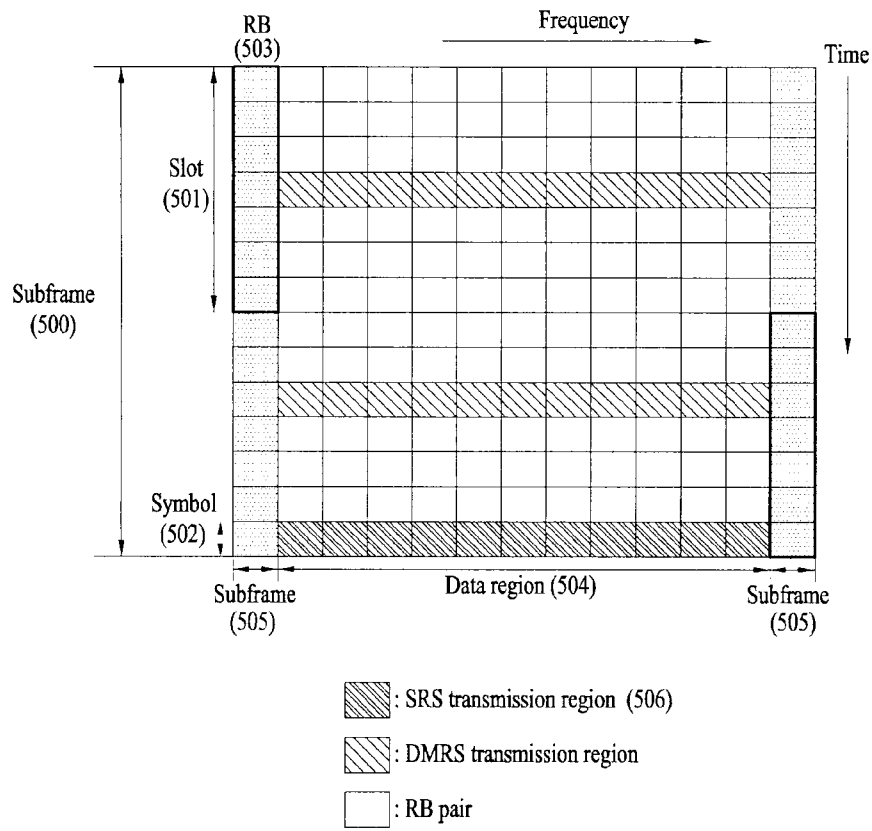 RB
(503)
Frequency
Time
Slot
(501)
Subframe
(500)
Symbol
(502)
Subframe
(505)
Data region (504)
Subframe
(505)
: SRS transmission region (506)
: DMRS transmission region
: RB pair